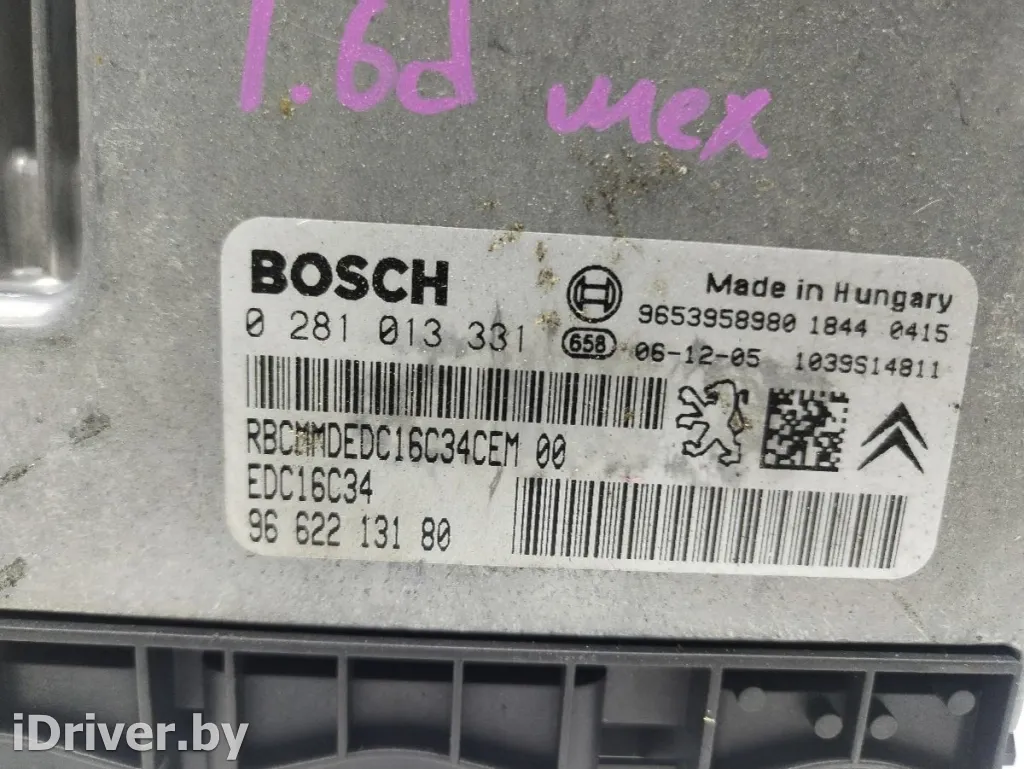 1.6d мех
BOSCH
0 281 013 331
Made in Hungary
9653958980 1844 0415
658 06-12-05 1039S14811
RBCMMDEDC16C34CEM 00
EDC16C34
96 622 131 80
iDriver.by